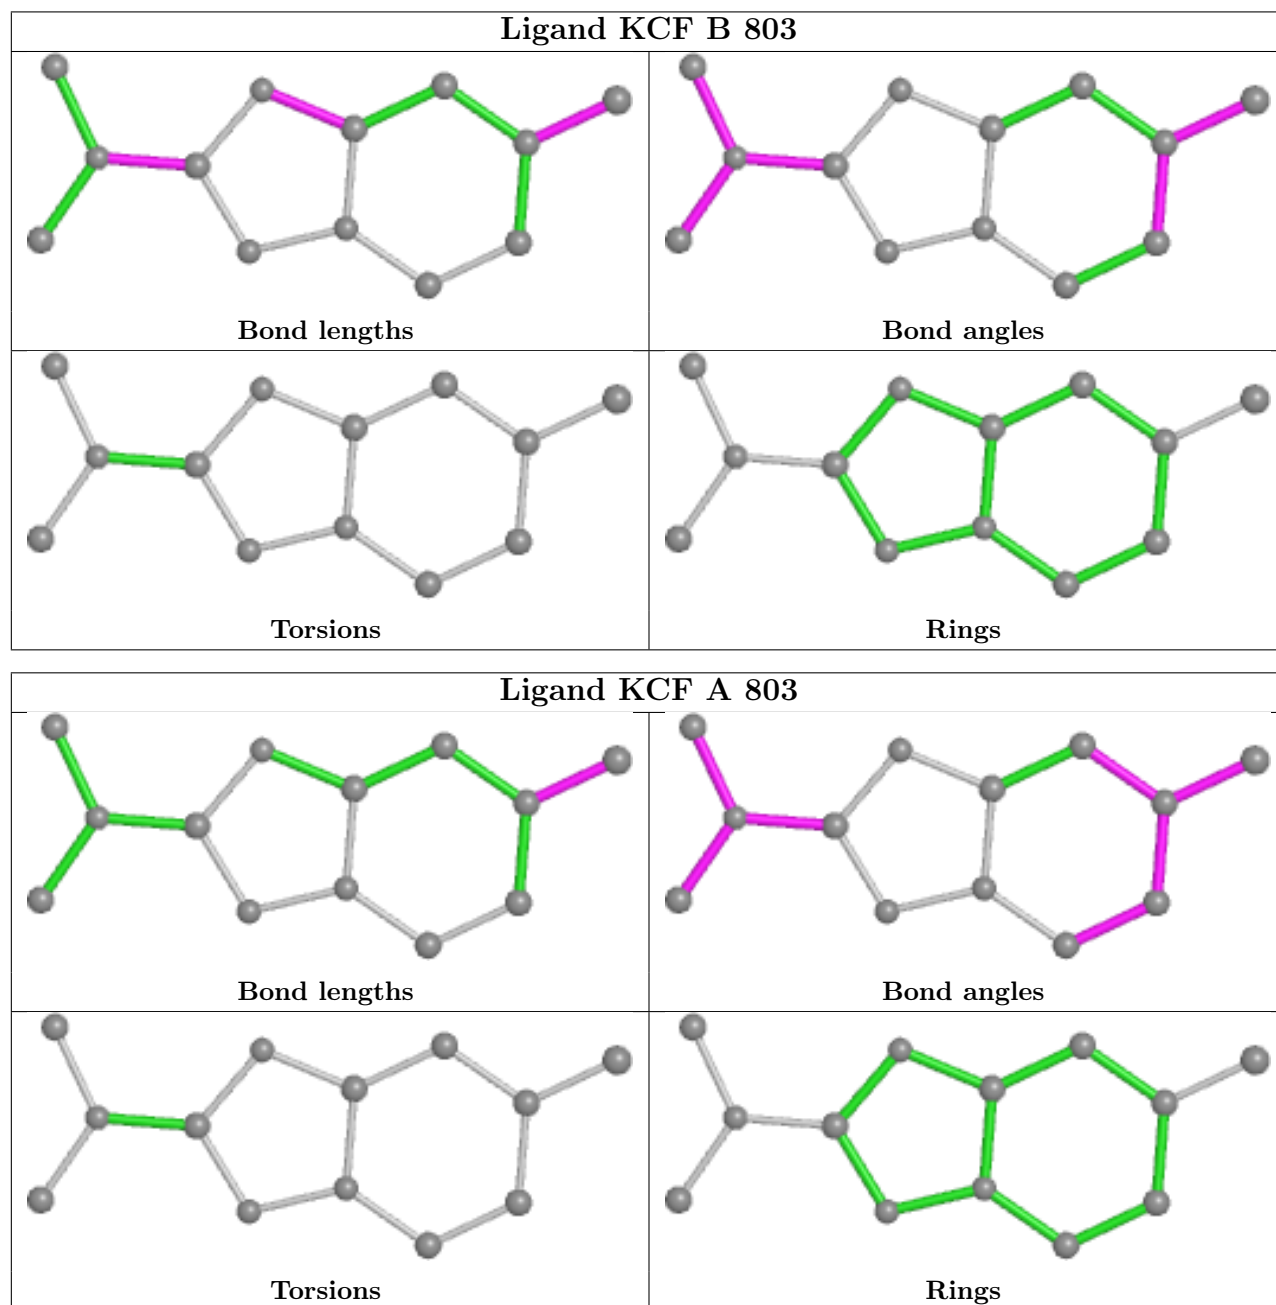 Ligand KCF B 803
Bond lengths
Bond angles
Torsions
Rings
Ligand KCF A 803
Bond lengths
Bond angles
Torsions
Rings